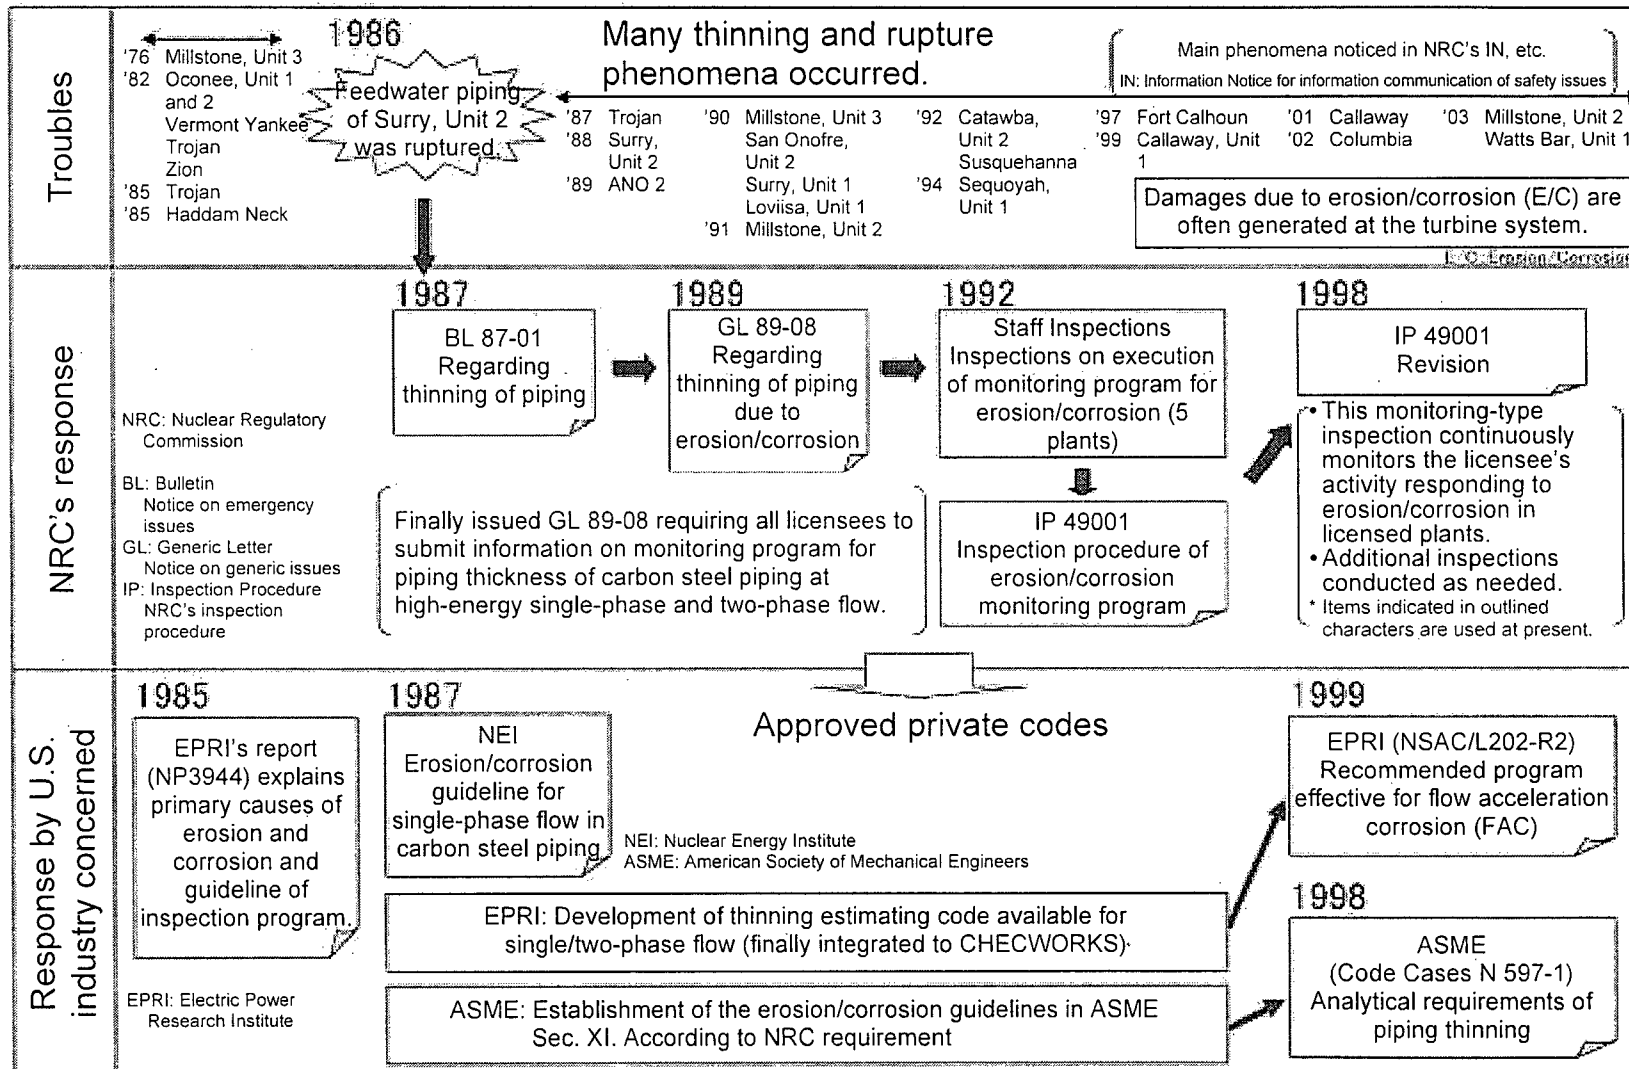 Troubles
'76 Millstone, Unit 3
'82 Oconee, Unit 1
and 2
Vermont Yankee
Trojan
Zion
'85 Trojan
'85 Haddam Neck
1986
Feedwater piping
of Surry, Unit 2
was ruptured.
Many thinning and rupture
phenomena occurred.
Main phenomena noticed in NRC's IN, etc.
IN: Information Notice for information communication of safety issues
'87 Trojan
'88 Surry,
Unit 2
'89 ANO 2
'90 Millstone, Unit 3
San Onofre,
Unit 2
Surry, Unit 1
Loviisa, Unit 1
'91 Millstone, Unit 2
'92 Catawba,
Unit 2
Susquehanna
'94 Sequoyah,
Unit 1
'97 Fort Calhoun
'99 Callaway, Unit
1
'01 Callaway
'02 Columbia
'03 Millstone, Unit 2
Watts Bar, Unit 1
Damages due to erosion/corrosion (E/C) are
often generated at the turbine system.
E/C: Erosion/Corrosion
NRC's response
NRC: Nuclear Regulatory
Commission
BL: Bulletin
Notice on emergency
issues
GL: Generic Letter
Notice on generic issues
IP: Inspection Procedure
NRC's inspection
procedure
1987
BL 87-01
Regarding
thinning of piping
1989
GL 89-08
Regarding
thinning of piping
due to
erosion/corrosion
Finally issued GL 89-08 requiring all licensees to
submit information on monitoring program for
piping thickness of carbon steel piping at
high-energy single-phase and two-phase flow.
1992
Staff Inspections
Inspections on execution
of monitoring program for
erosion/corrosion (5
plants)
IP 49001
Inspection procedure of
erosion/corrosion
monitoring program
1998
IP 49001
Revision
• This monitoring-type
inspection continuously
monitors the licensee's
activity responding to
erosion/corrosion in
licensed plants.
• Additional inspections
conducted as needed.
* Items indicated in outlined
characters are used at present.
Response by U.S.
industry concerned
1985
EPRI's report
(NP3944) explains
primary causes of
erosion and
corrosion and
guideline of
inspection program.
EPRI: Electric Power
Research Institute
1987
NEI
Erosion/corrosion
guideline for
single-phase flow in
carbon steel piping
Approved private codes
NEI: Nuclear Energy Institute
ASME: American Society of Mechanical Engineers
EPRI: Development of thinning estimating code available for
single/two-phase flow (finally integrated to CHECWORKS)
ASME: Establishment of the erosion/corrosion guidelines in ASME
Sec. XI. According to NRC requirement
1999
EPRI (NSAC/L202-R2)
Recommended program
effective for flow acceleration
corrosion (FAC)
1998
ASME
(Code Cases N 597-1)
Analytical requirements of
piping thinning